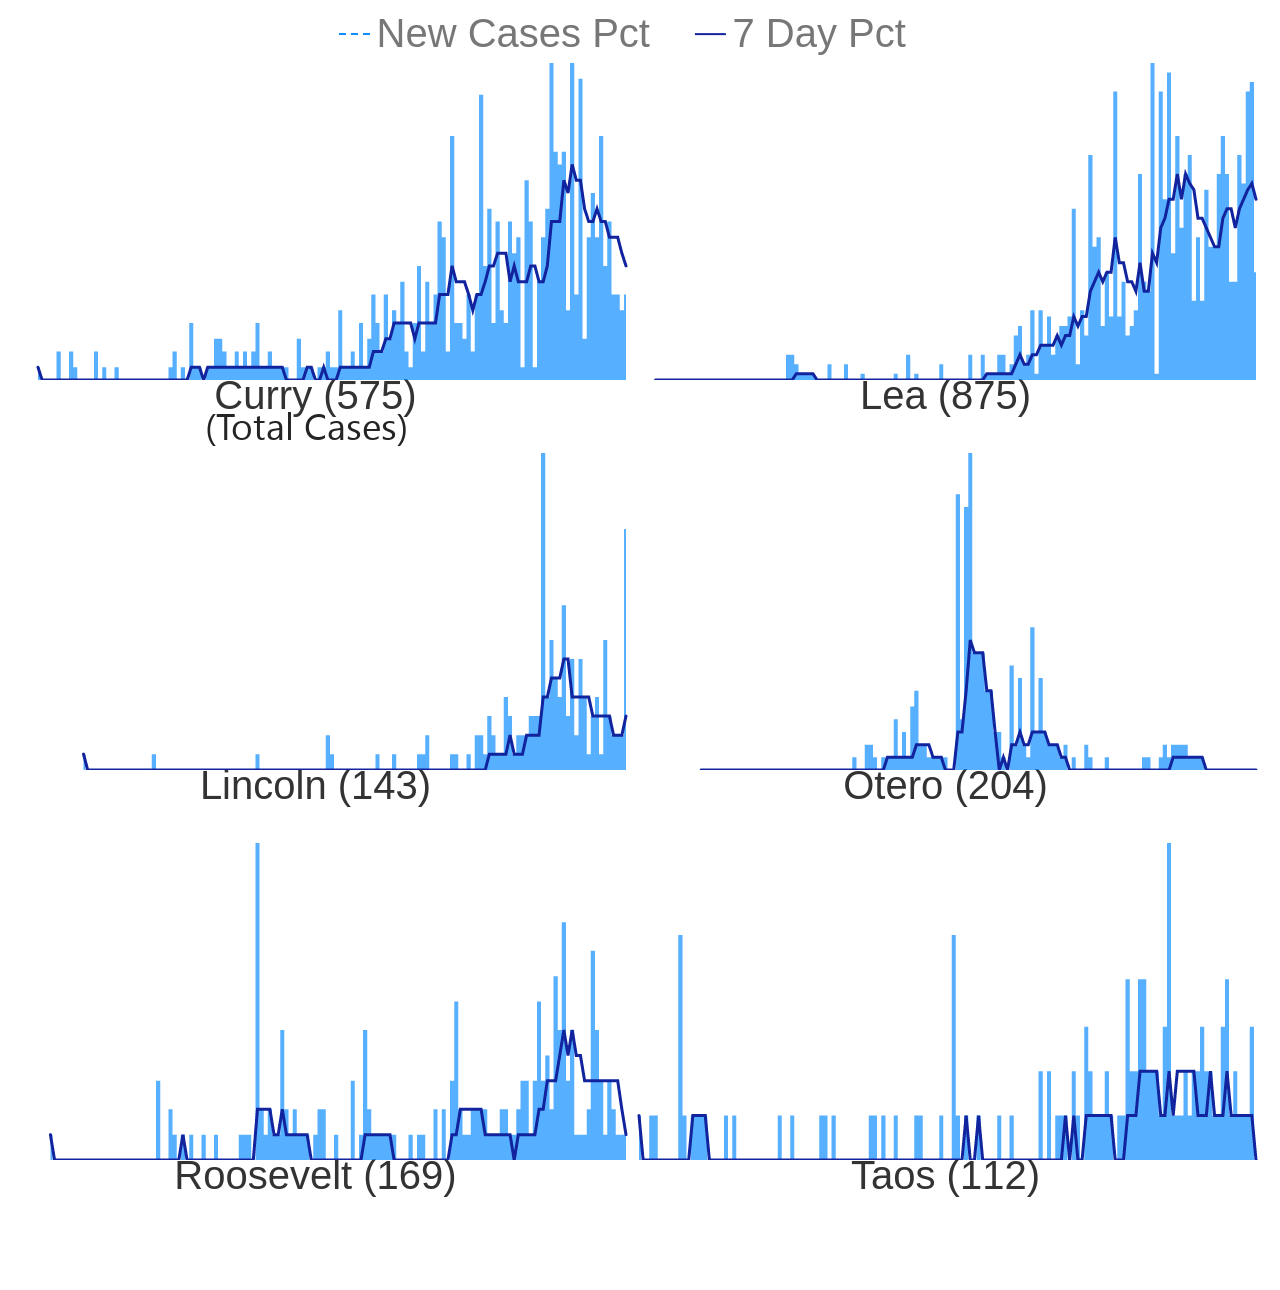 New Cases Pct 7 Day Pct
Curry (575) Lea (875)
(Total Cases)
Lincoln (143) Otero (204)
Roosevelt (169) Taos (112)